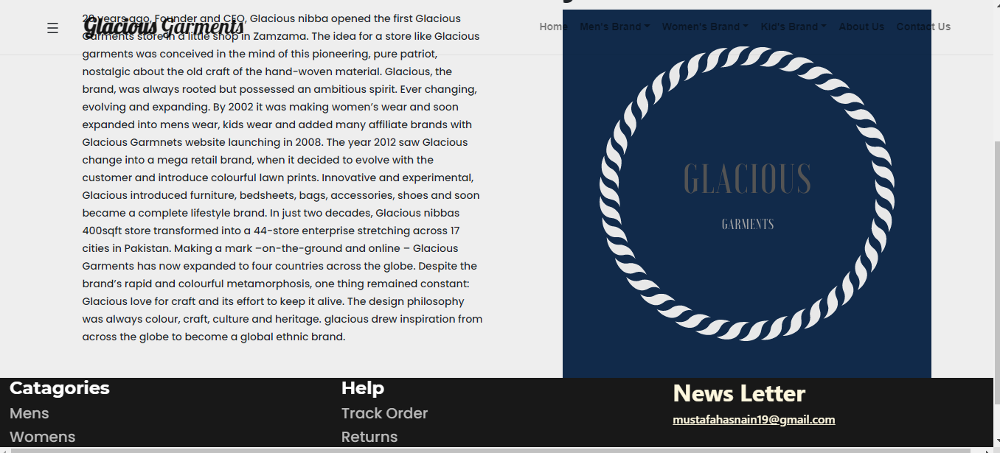 ☰ Glacious Garments Home Men's Brand Women's Brand Kid's Brand About Us Contact Us
20 years ago, Founder and CEO, Glacious nibba opened the first Glacious
Garments store in a little shop in Zamzama. The idea for a store like Glacious
garments was conceived in the mind of this pioneering, pure patriot,
nostalgic about the old craft of the hand-woven material. Glacious, the
brand, was always rooted but possessed an ambitious spirit. Ever changing,
evolving and expanding. By 2002 it was making women’s wear and soon
expanded into mens wear, kids wear and added many affiliate brands with
Glacious Garmnets website launching in 2008. The year 2012 saw Glacious
change into a mega retail brand, when it decided to evolve with the
customer and introduce colourful lawn prints. Innovative and experimental,
Glacious introduced furniture, bedsheets, bags, accessories, shoes and soon
became a complete lifestyle brand. In just two decades, Glacious nibbas
400sqft store transformed into a 44-store enterprise stretching across 17
cities in Pakistan. Making a mark –on-the-ground and online – Glacious
Garments has now expanded to four countries across the globe. Despite the
brand’s rapid and colourful metamorphosis, one thing remained constant:
Glacious love for craft and its effort to keep it alive. The design philosophy
was always colour, craft, culture and heritage. glacious drew inspiration from
across the globe to become a global ethnic brand.
GLACIOUS
GARMENTS
Catagories
Mens
Womens
Help
Track Order
Returns
News Letter
mustafahasnain19@gmail.com